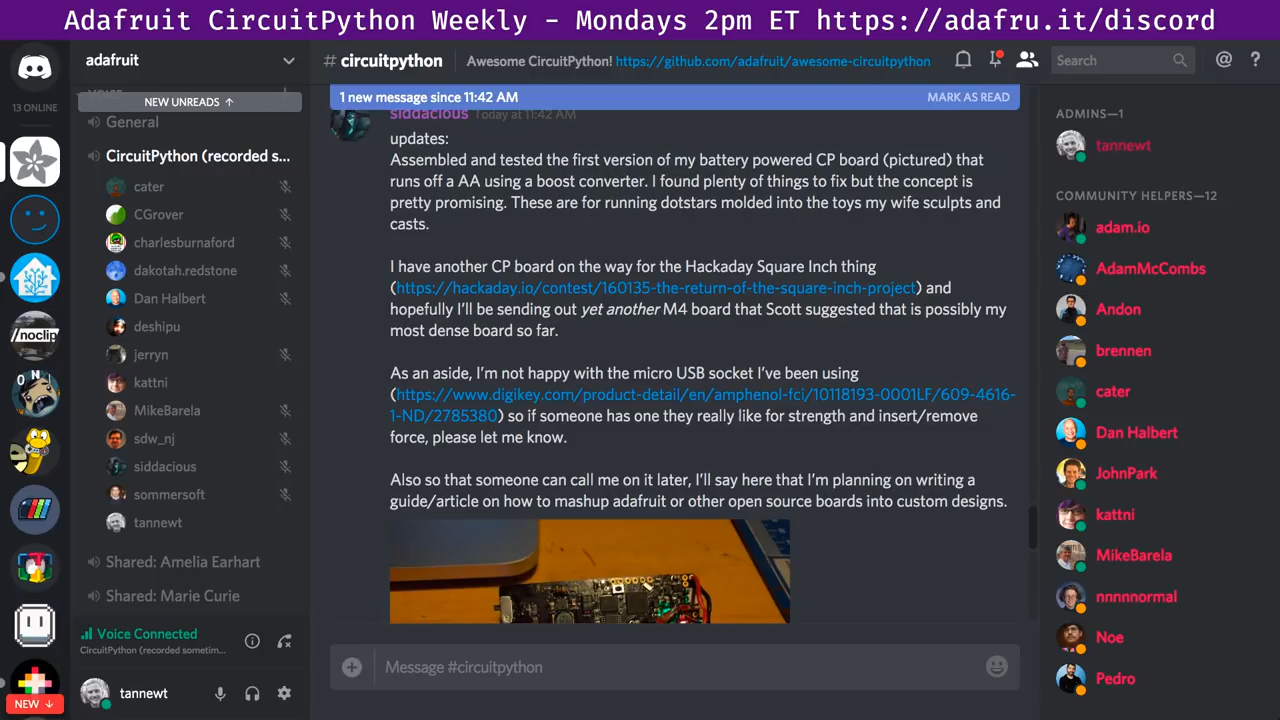 Adafruit CircuitPython Weekly - Mondays 2pm ET https://adafru.it/discord
13 ONLINE
/noclip
NEW ↓
adafruit
VOICE
NEW UNREADS ↑
General
CircuitPython (recorded s...
cater
CGrover
charlesburnaford
dakotah.redstone
Dan Halbert
deshipu
jerryn
kattni
MikeBarela
sdw_nj
siddacious
sommersoft
tannewt
Shared: Amelia Earhart
Shared: Marie Curie
Voice Connected
CircuitPython (recorded sometim...
tannewt
# circuitpython
Awesome CircuitPython! https://github.com/adafruit/awesome-circuitpython
Search
@ ?
1 new message since 11:42 AM
MARK AS READ
siddacious Today at 11:42 AM
updates:
Assembled and tested the first version of my battery powered CP board (pictured) that
runs off a AA using a boost converter. I found plenty of things to fix but the concept is
pretty promising. These are for running dotstars molded into the toys my wife sculpts and
casts.
I have another CP board on the way for the Hackaday Square Inch thing
(https://hackaday.io/contest/160135-the-return-of-the-square-inch-project) and
hopefully I'll be sending out yet another M4 board that Scott suggested that is possibly my
most dense board so far.
As an aside, I'm not happy with the micro USB socket I've been using
(https://www.digikey.com/product-detail/en/amphenol-fci/10118193-0001LF/609-4616-
1-ND/2785380) so if someone has one they really like for strength and insert/remove
force, please let me know.
Also so that someone can call me on it later, I'll say here that I'm planning on writing a
guide/article on how to mashup adafruit or other open source boards into custom designs.
Message #circuitpython
ADMINS—1
tannewt
COMMUNITY HELPERS—12
adam.io
AdamMcCombs
Andon
brennen
cater
Dan Halbert
JohnPark
kattni
MikeBarela
nnnnnormal
Noe
Pedro